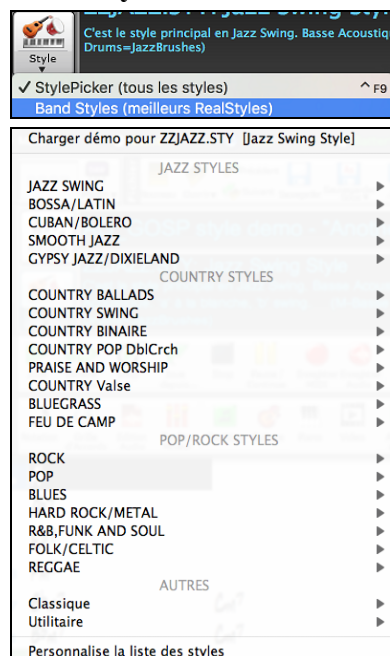 C'est le style principal en Jazz Swing. Basse Acoustiq
Drums=JazzBrushes)
Style
✓ StylePicker (tous les styles) ^F9
Band Styles (meilleurs RealStyles)
Charger démo pour ZZJAZZ.STY [Jazz Swing Style]
JAZZ STYLES
JAZZ SWING
BOSSA/LATIN
CUBAN/BOLERO
SMOOTH JAZZ
GYPSY JAZZ/DIXIELAND
COUNTRY STYLES
COUNTRY BALLADS
COUNTRY SWING
COUNTRY BINAIRE
COUNTRY POP DblCrch
PRAISE AND WORSHIP
COUNTRY Valse
BLUEGRASS
FEU DE CAMP
POP/ROCK STYLES
ROCK
POP
BLUES
HARD ROCK/METAL
R&B,FUNK AND SOUL
FOLK/CELTIC
REGGAE
AUTRES
Classique
Utilitaire
Personnalise la liste des styles